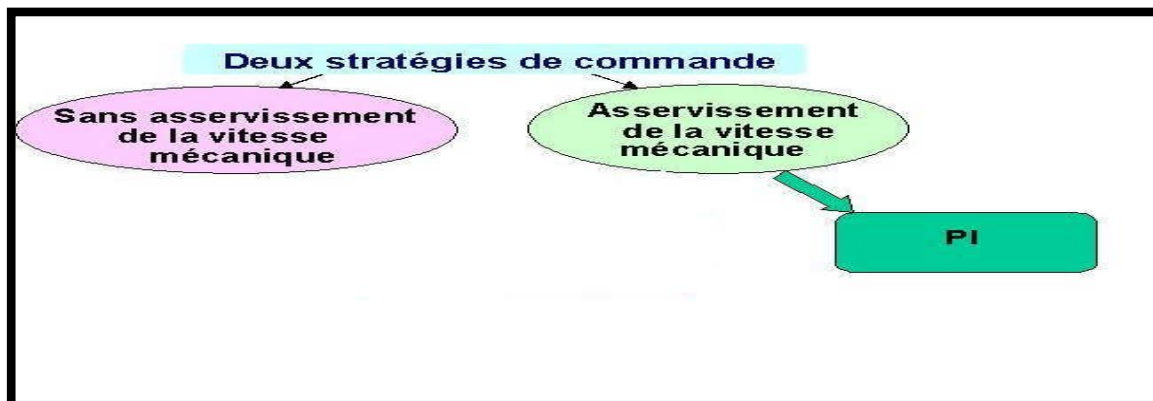 Deux stratégies de commande
Sans asservissement
de la vitesse
mécanique
Asservissement
de la vitesse
mécanique
PI